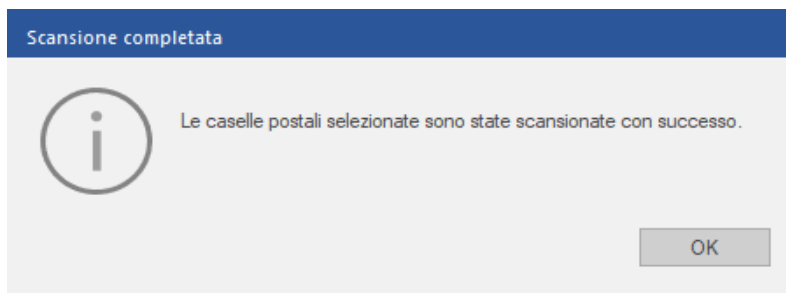 Scansione completata
Le caselle postali selezionate sono state scansionate con successo.
OK